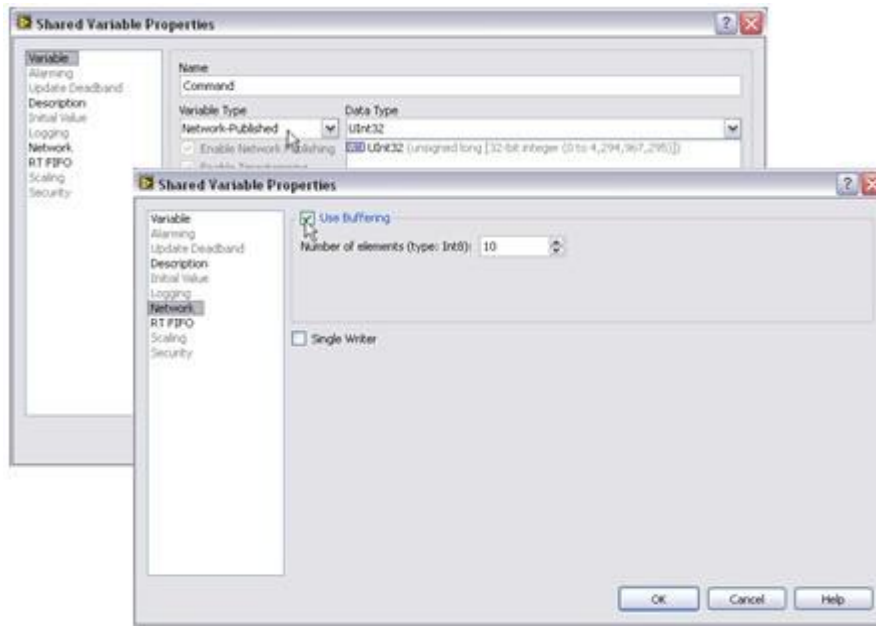 Shared Variable Properties
Variable
Alarming
Update Deadband
Description
Initial Value
Logging
Network
RT FIFO
Scaling
Security
Name
Command
Variable Type
Data Type
Network-Published
UInt32
Enable Network Publishing
UInt32 (unsigned long [32-bit integer (0 to 4,294,967,295)])
Enable Timestamping
Shared Variable Properties
Variable
Alarming
Update Deadband
Description
Initial Value
Logging
Network
RT FIFO
Scaling
Security
Use Buffering
Number of elements (type: Int8): 10
Single Writer
OK
Cancel
Help